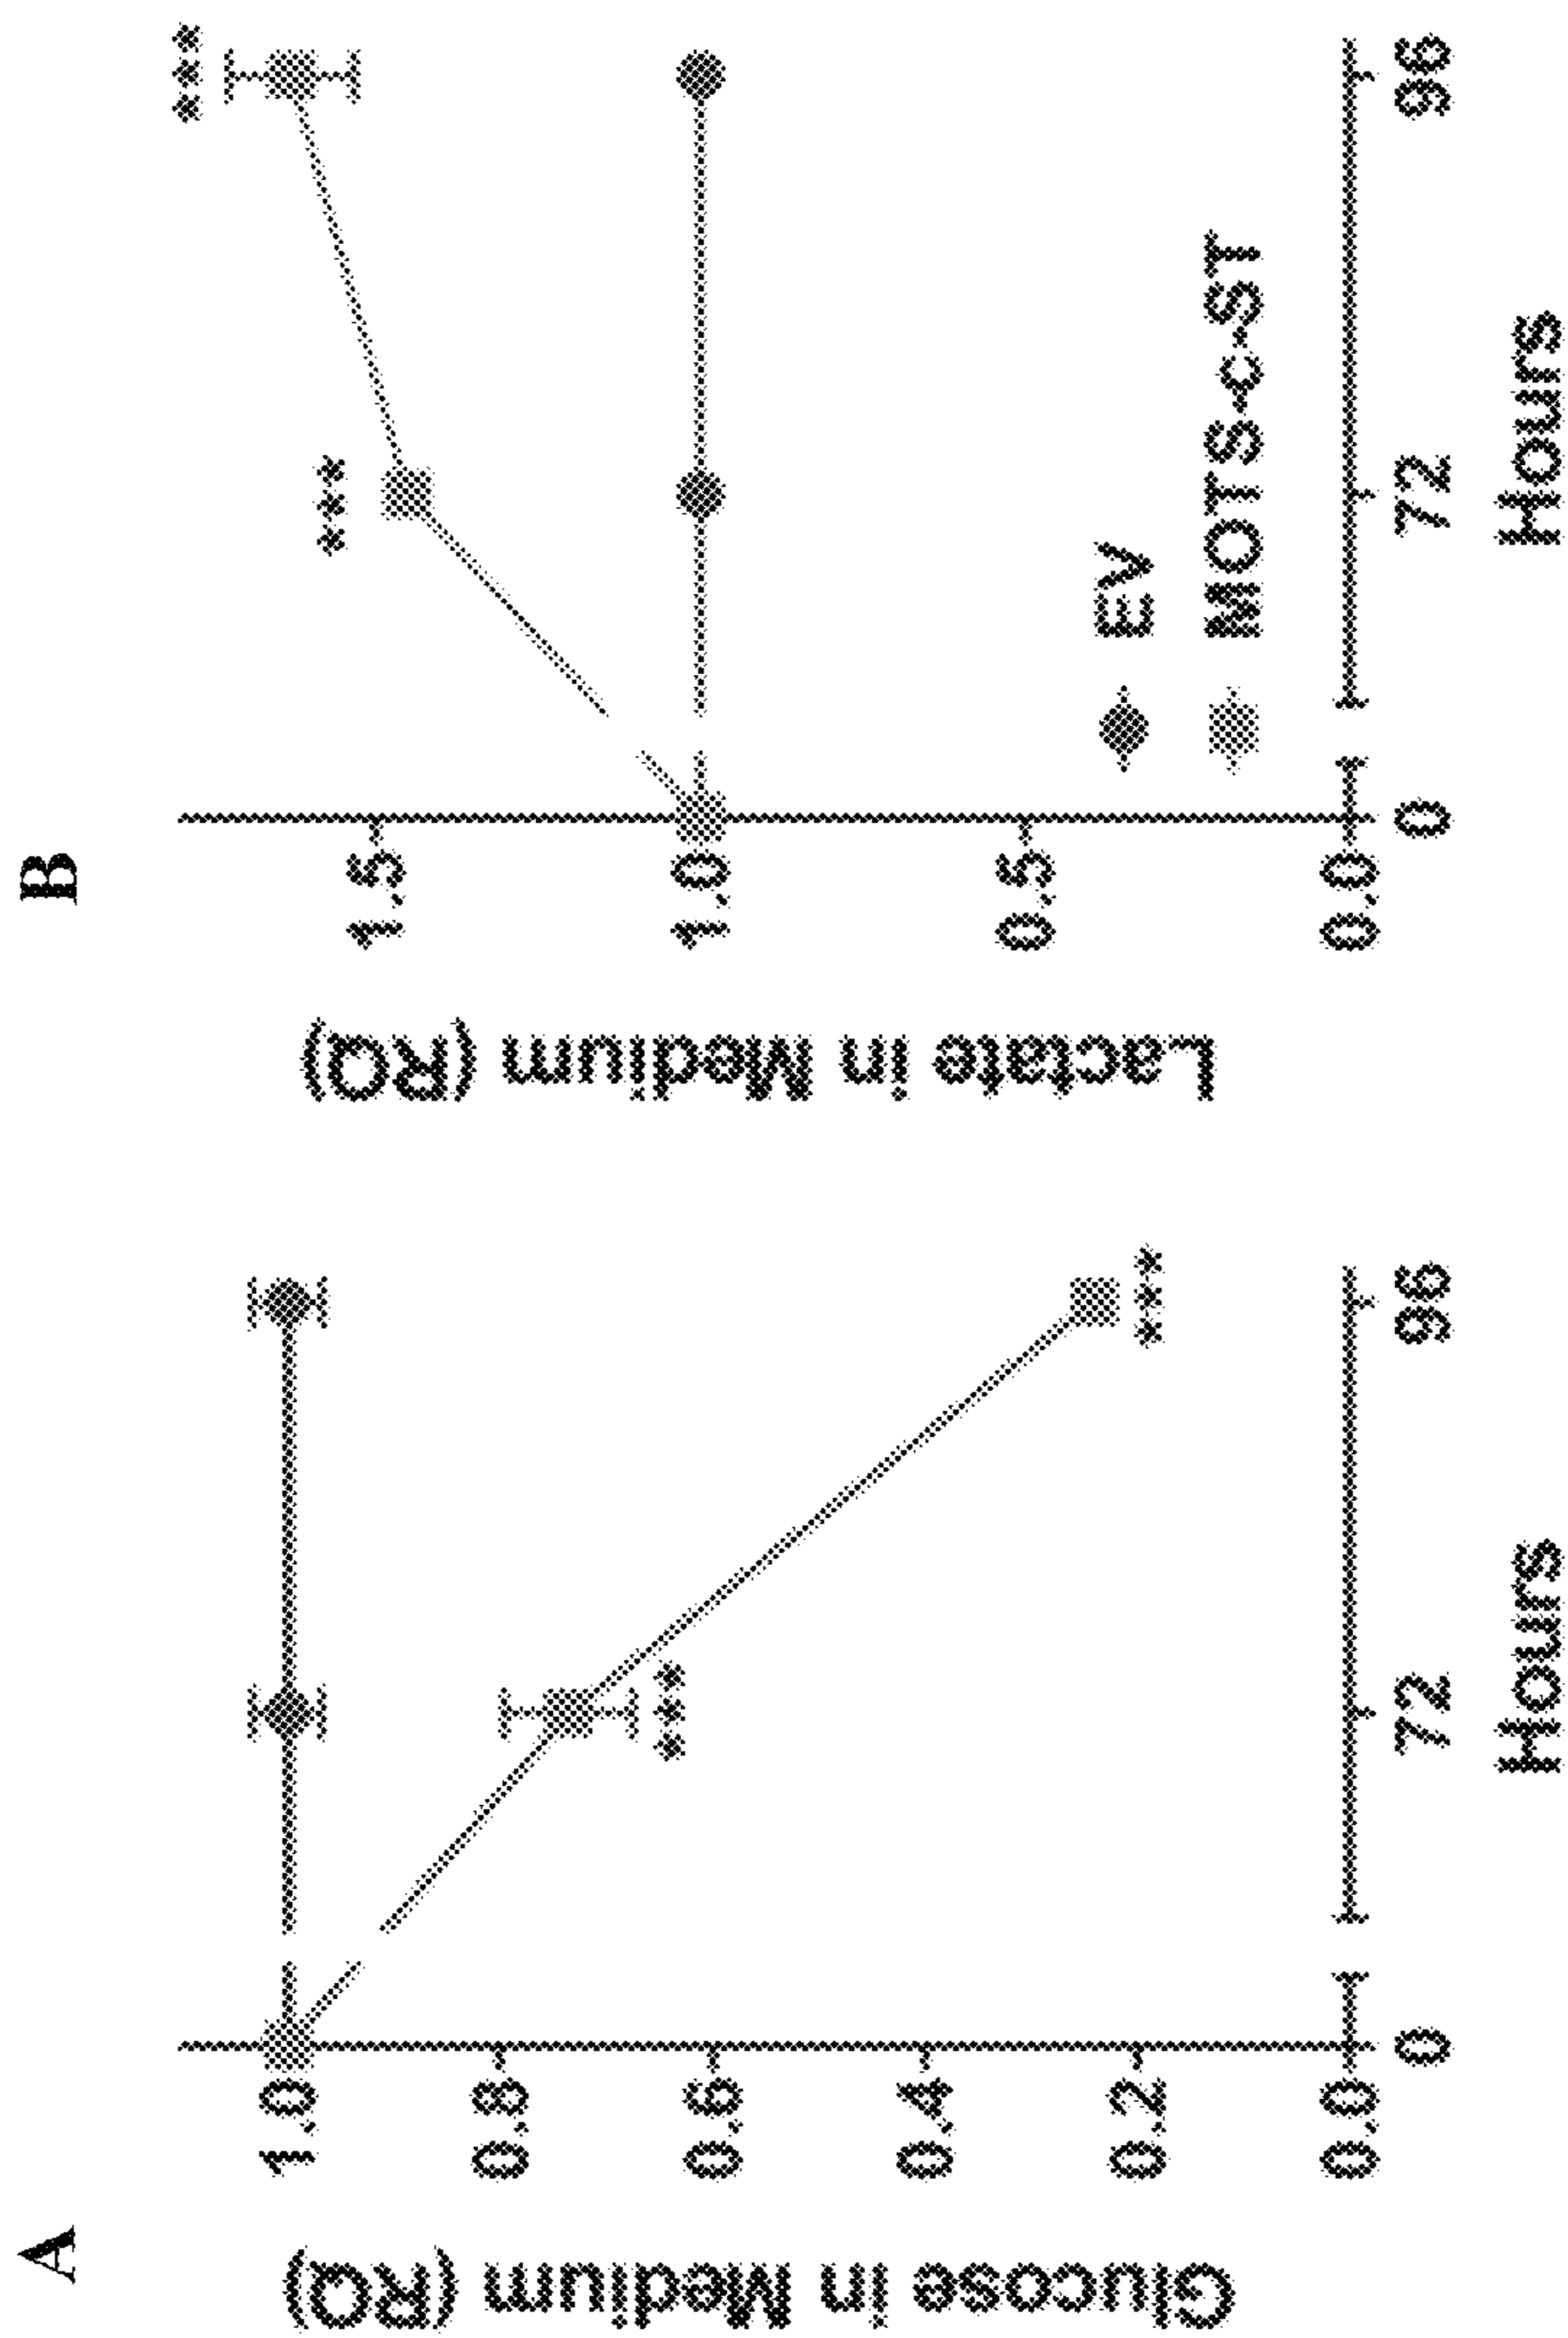 A
Glucose in Medium (RQ)
1.0
0.8
0.6
0.4
0.2
0.0
***
***
0
72
96
Hours
B
Lactate in Medium (RQ)
1.5
1.0
0.5
0.0
***
***
EV
MOTS-c-ST
0
72
96
Hours